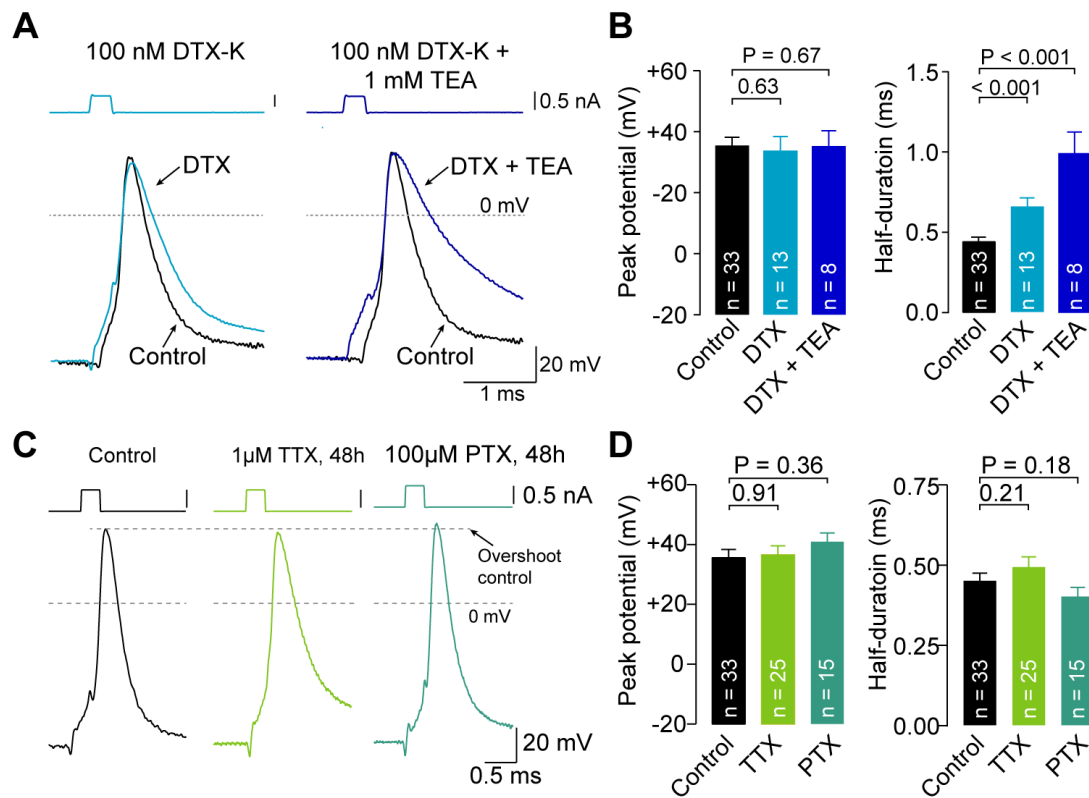 A
100 nM DTX-K
100 nM DTX-K +
1 mM TEA
0.5 nA
DTX
DTX + TEA
0 mV
Control
Control
20 mV
1 ms
B
P = 0.67
0.63
+60
+40
-20
-20
0
-20
Peak potential (mV)
n = 33
n = 13
n = 8
Control
DTX
DTX + TEA
P < 0.001
< 0.001
1.5
1.0
0.5
0.0
Half-duratoin (ms)
n = 33
n = 13
n = 8
Control
DTX
DTX + TEA
C
Control
1µM TTX, 48h
100µM PTX, 48h
0.5 nA
Overshoot
control
0 mV
20 mV
0.5 ms
D
P = 0.36
0.91
+60
+40
+20
0
-20
Peak potential (mV)
n = 33
n = 25
n = 15
Control
TTX
PTX
P = 0.18
0.21
0.75
0.50
0.25
0.00
Half-duratoin (ms)
n = 33
n = 25
n = 15
Control
TTX
PTX